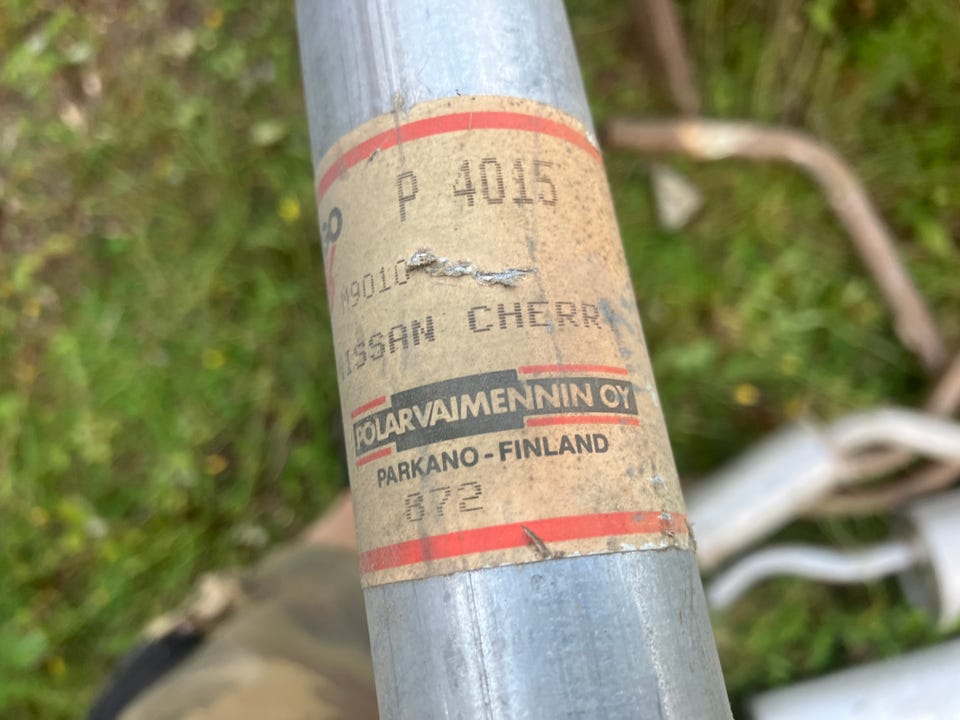 P 4015
M9010
ISSAN CHERR
POLARVAIMENNIN OY
PARKANO - FINLAND
872